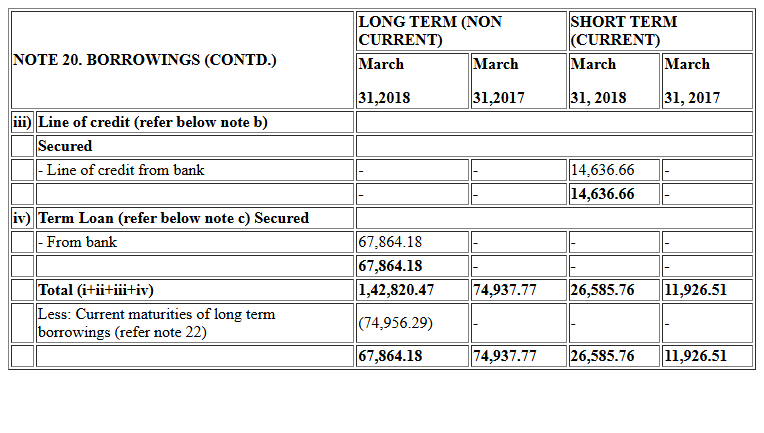 NOTE 20. BORROWINGS (CONTD.) LONG TERM (NON CURRENT) SHORT TERM (CURRENT)
March 31,2018 March 31,2017 March 31, 2018 March 31, 2017
iii) Line of credit (refer below note b)
Secured
- Line of credit from bank - - 14,636.66 -
- - 14,636.66 -
iv) Term Loan (refer below note c) Secured
- From bank 67,864.18 - - -
67,864.18 - - -
Total (i+ii+iii+iv) 1,42,820.47 74,937.77 26,585.76 11,926.51
Less: Current maturities of long term
borrowings (refer note 22) (74,956.29) - - -
67,864.18 74,937.77 26,585.76 11,926.51